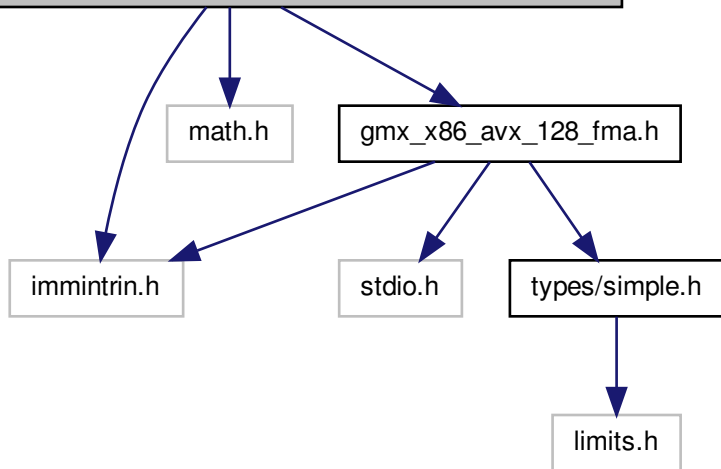 math.h
gmx_x86_avx_128_fma.h
immintrin.h
stdio.h
types/simple.h
limits.h